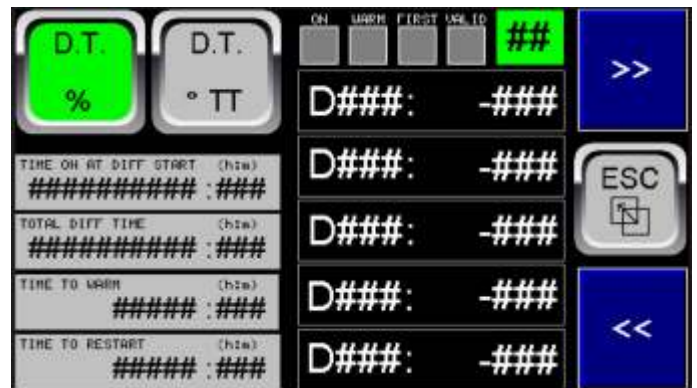 D.T.
%
D.T.
° TT
ON WARM FIRST VALID
##
>>
D###: -###
TIME ON AT DIFF START (h:m)
##########:###
D###: -###
ESC
TOTAL DIFF TIME (h:m)
##########:###
D###: -###
TIME TO WARM (h:m)
#####:###
D###: -###
<<
TIME TO RESTART (h:m)
#####:###
D###: -###